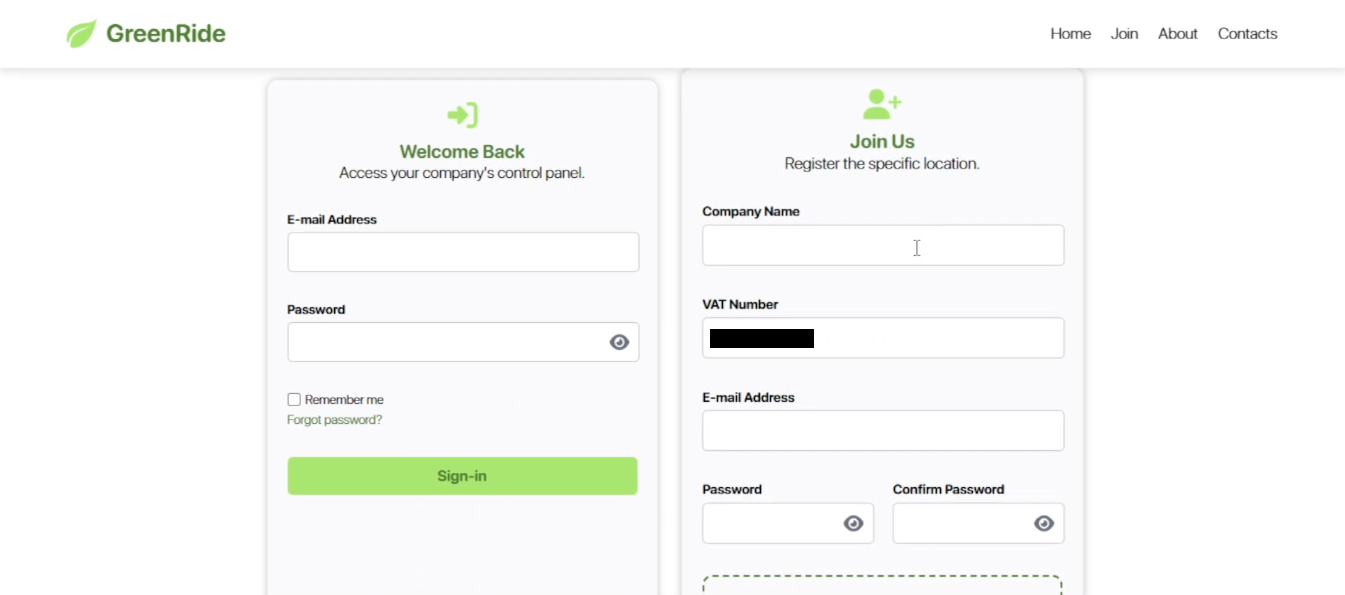 GreenRide
Home Join About Contacts
Welcome Back
Access your company's control panel.
E-mail Address
Password
Remember me
Forgot password?
Sign-in
Join Us
Register the specific location.
Company Name
VAT Number
E-mail Address
Password Confirm Password